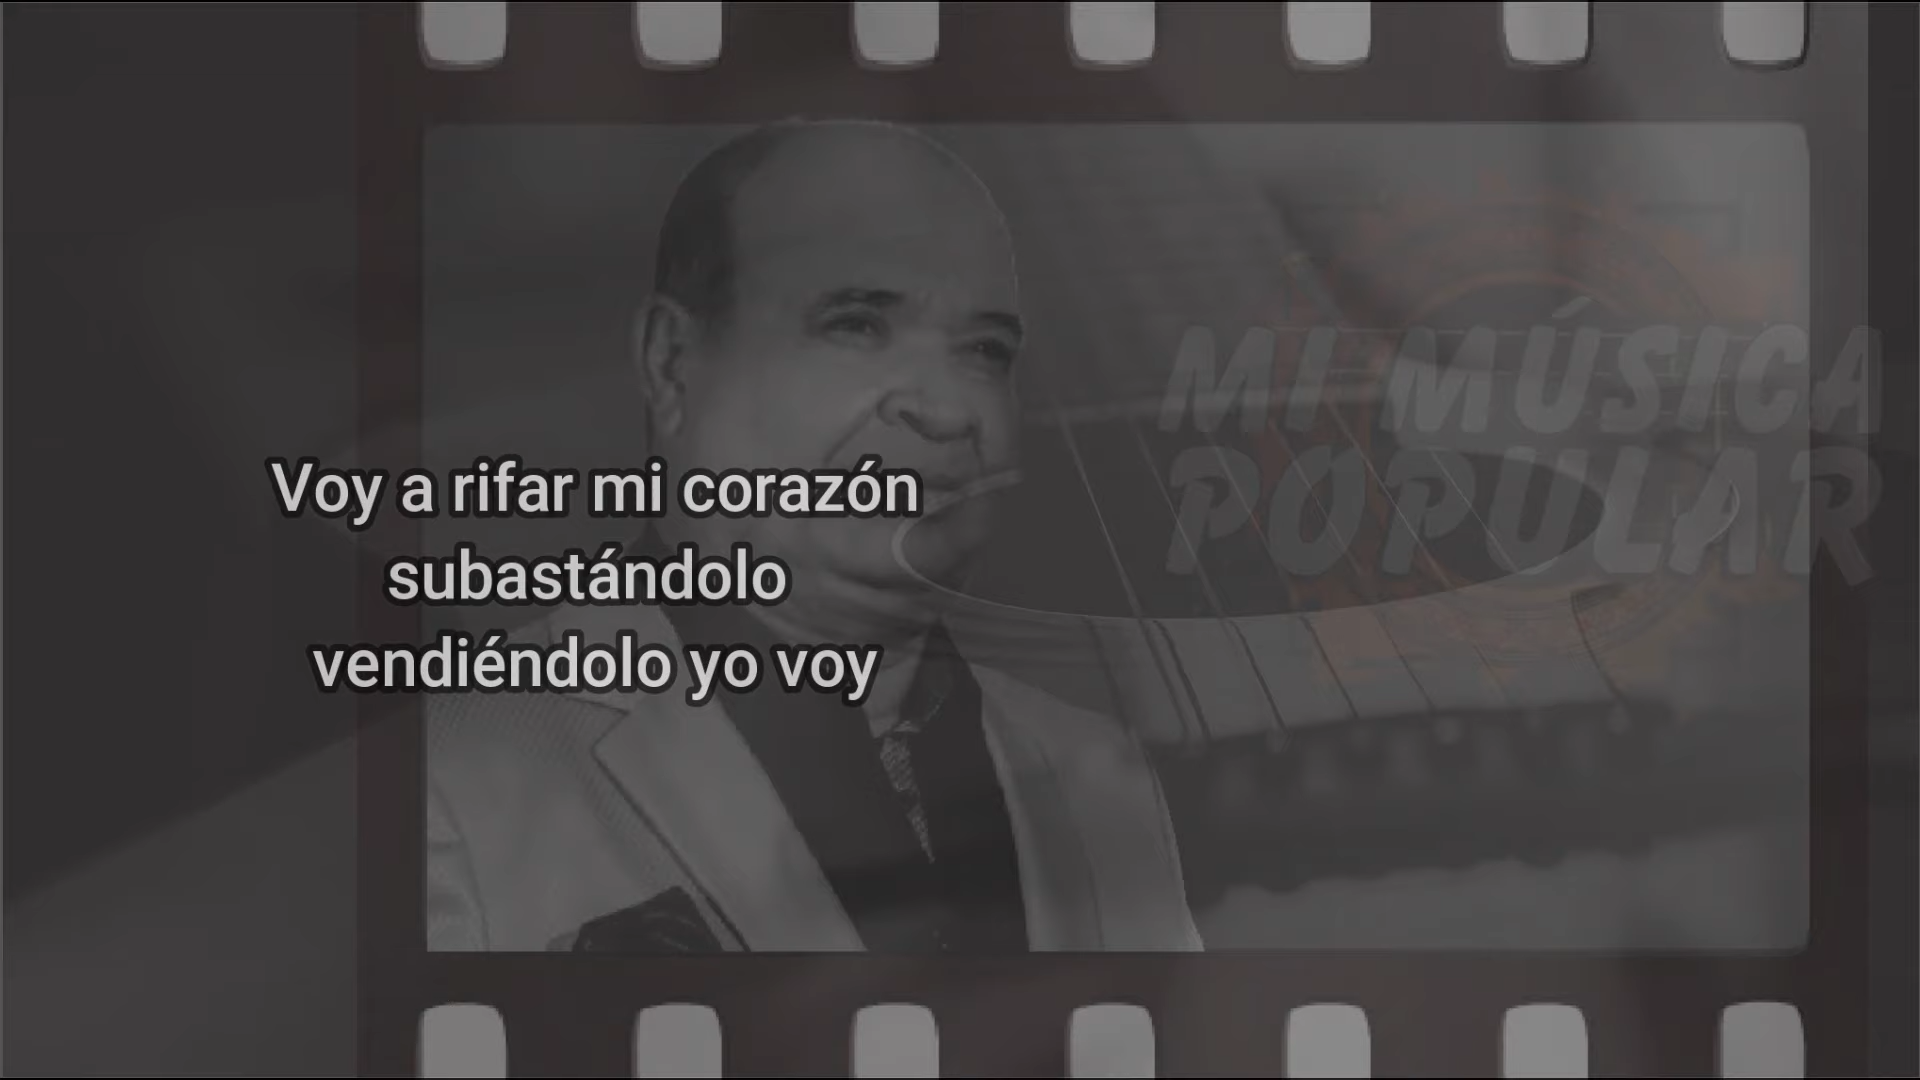 Voy a rifar mi corazón
subastándolo
vendiéndolo yo voy
MI MÚSICA
POPULAR